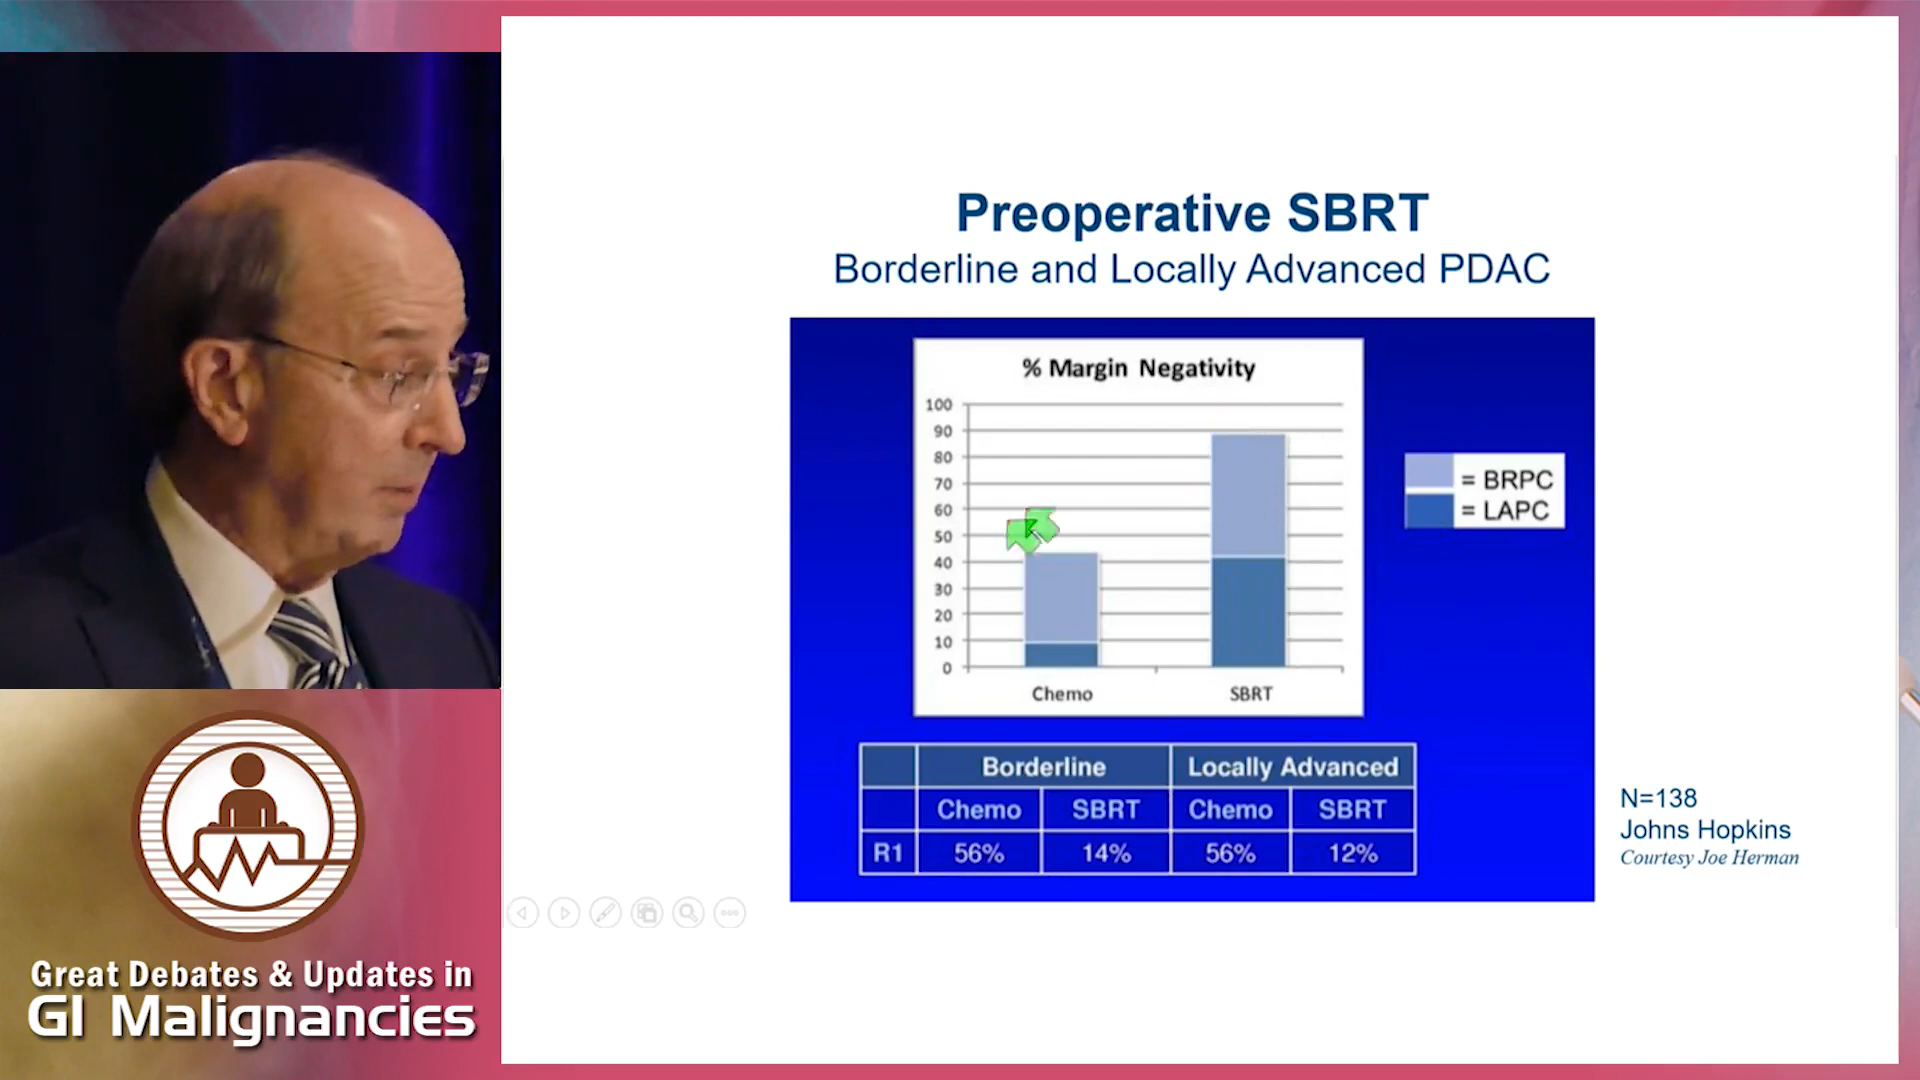 Preoperative SBRT
Borderline and Locally Advanced PDAC
% Margin Negativity
100
90
80
70
60
50
40
30
20
10
0
Chemo SBRT
= BRPC
= LAPC
Borderline Locally Advanced
Chemo SBRT Chemo SBRT
R1 56% 14% 56% 12%
N=138
Johns Hopkins
Courtesy Joe Herman
Great Debates & Updates in
GI Malignancies